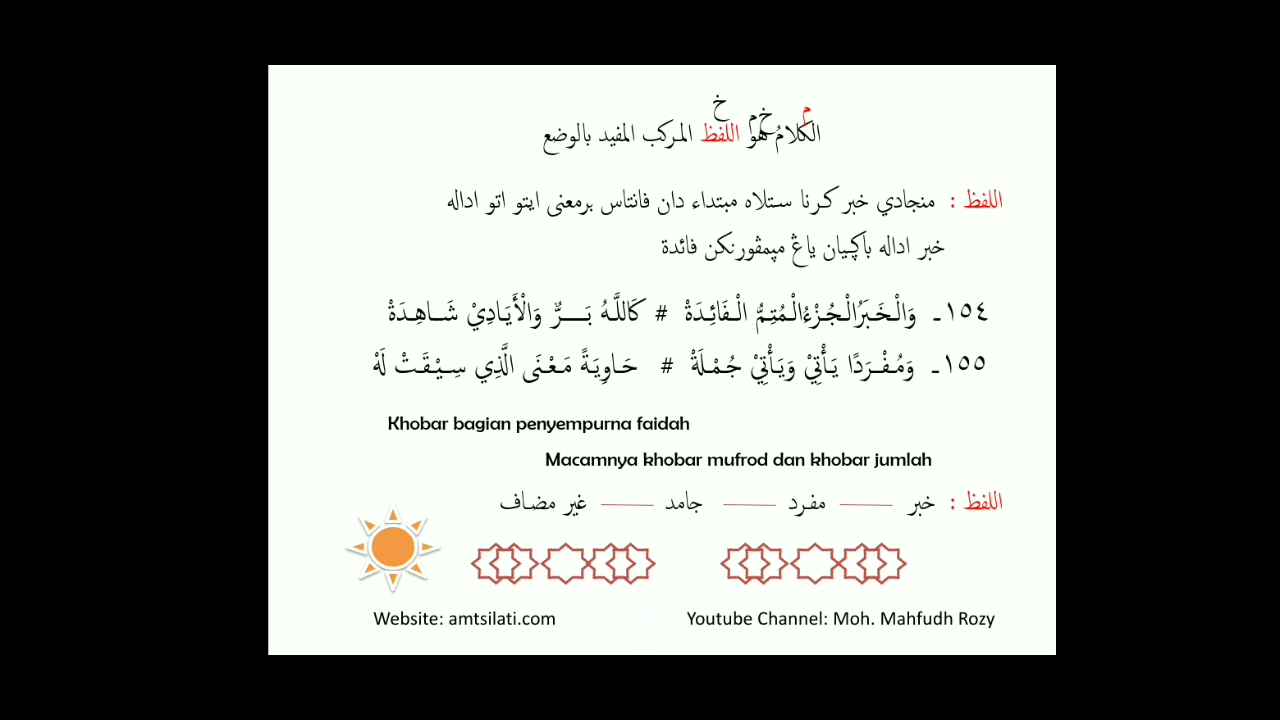 م خ م خ
الكلامُ هو اللفظ المركب المفيد بالوضع
اللفظ : منجادي خبر كرنا ستلاه مبتداء دان فانتاس برمعنى ايتو اتو اداله
خبر اداله باݢيان ياڠ ميمڤورنكن فائدة
١٥٤- وَالْخَبَرُالْجُزْءُالْمُتِمُّ الْفَائِدَةْ # كَاللَّهُ بَـــرٌّ وَالْأَيَادِيْ شَــاهِدَةْ
١٥٥- وَمُفْرَدًا يَأْتِيْ وَيَأْتِيْ جُمْلَةْ # حَاوِيَةً مَعْنَى الَّذِي سِيْقَتْ لَهْ
Khobar bagian penyempurna faidah
Macamnya khobar mufrod dan khobar jumlah
اللفظ : خبر —— مفرد —— جامد —— غير مضاف
Website: amtsilati.com Youtube Channel: Moh. Mahfudh Rozy